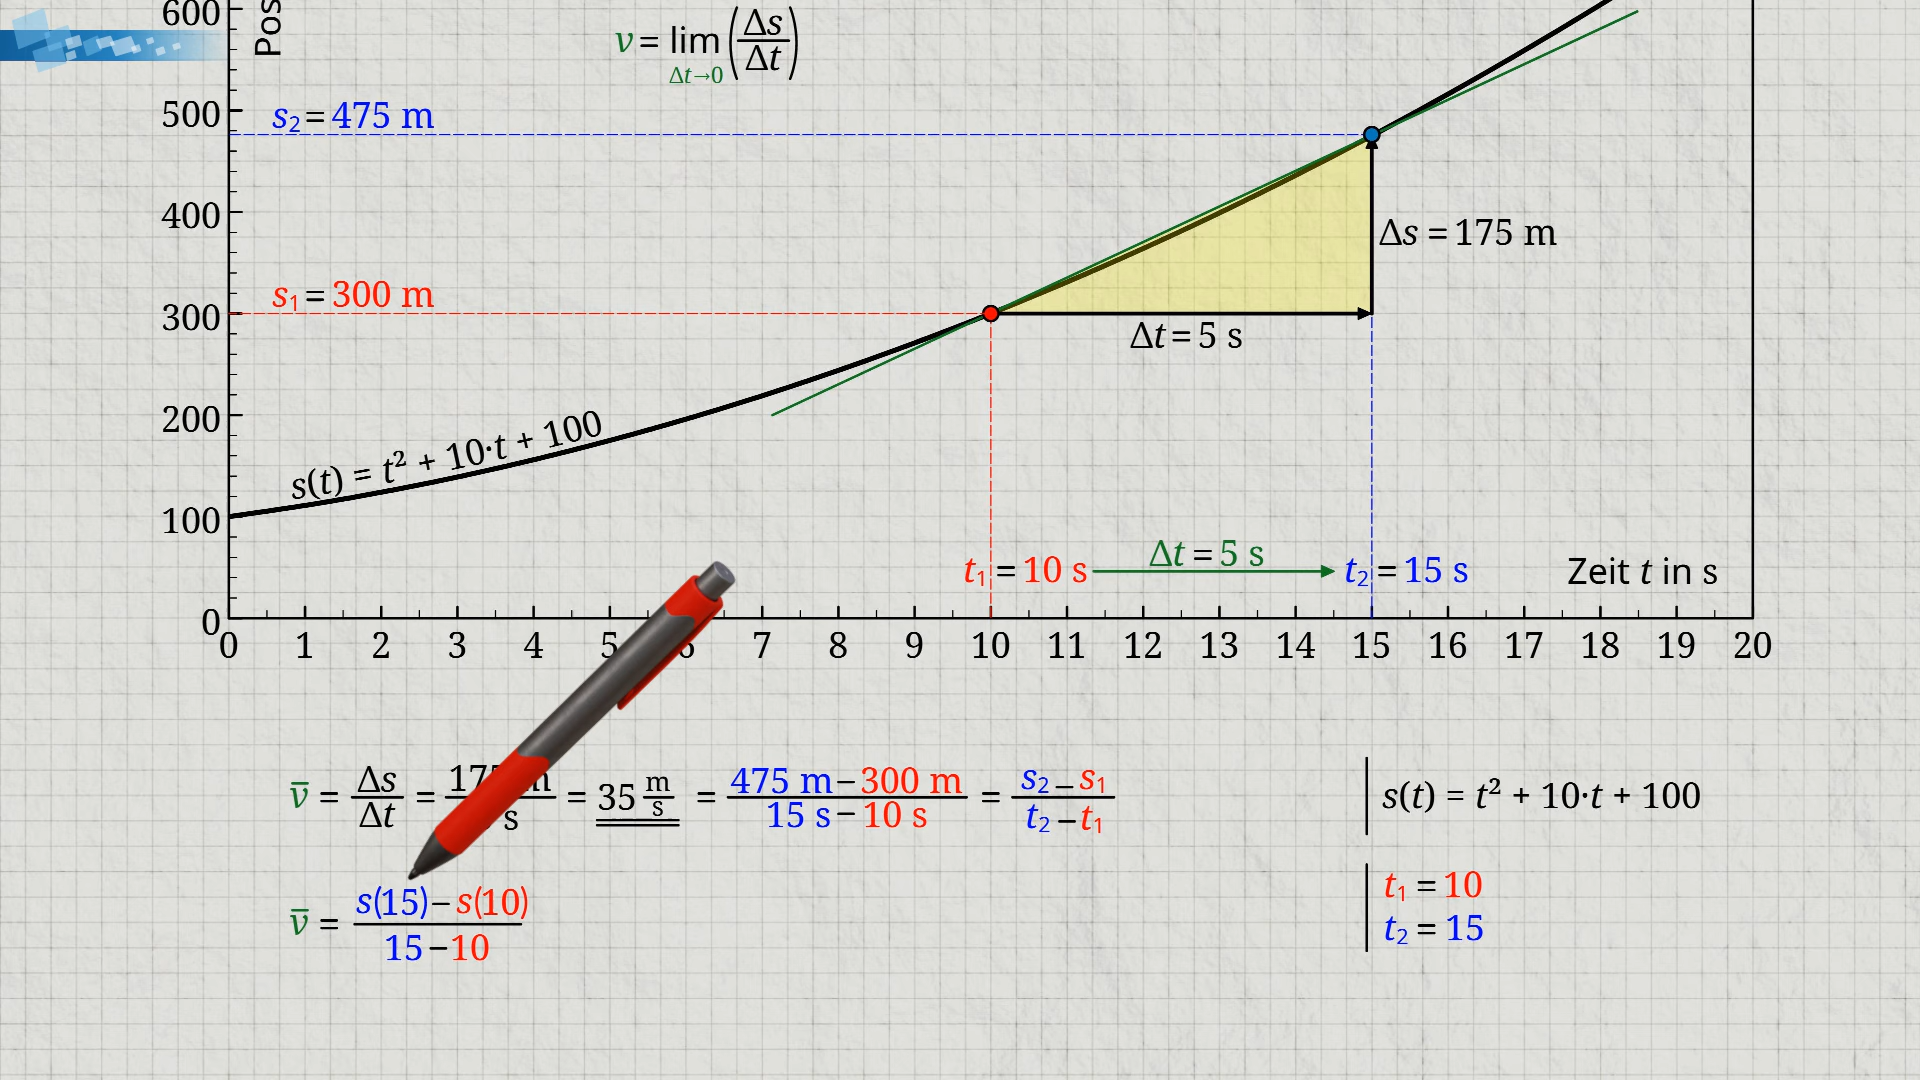 600
Pos
v = lim (Δs/Δt)
Δt→0
500
s₂ = 475 m
400
Δs = 175 m
s₁ = 300 m
300
Δt = 5 s
200
s(t) = t² + 10·t + 100
100
Δt = 5 s
t₁ = 10 s
t₂ = 15 s
Zeit t in s
0
0 1 2 3 4 5 6 7 8 9 10 11 12 13 14 15 16 17 18 19 20
v̅ = Δs/Δt = 175 m/ s = 35 m/s = 475 m − 300 m/15 s − 10 s = s₂ − s₁/t₂ − t₁
s(t) = t² + 10·t + 100
v̅ = s(15) − s(10)/15 − 10
t₁ = 10
t₂ = 15